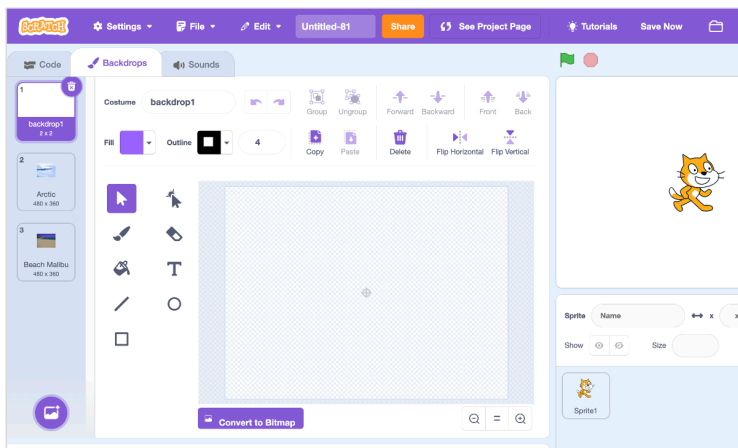 SCRATCH Settings File Edit Untitled-81 Share See Project Page Tutorials Save Now
Code Backdrops Sounds
1
backdrop1
2 x 2
2
Arctic
480 x 360
3
Beach Malibu
480 x 360
Costume backdrop1
Group Ungroup Forward Backward Front Back
Fill Outline 4
Copy Paste Delete Flip Horizontal Flip Vertical
T
Convert to Bitmap
Sprite Name x x
Show Size
Sprite1